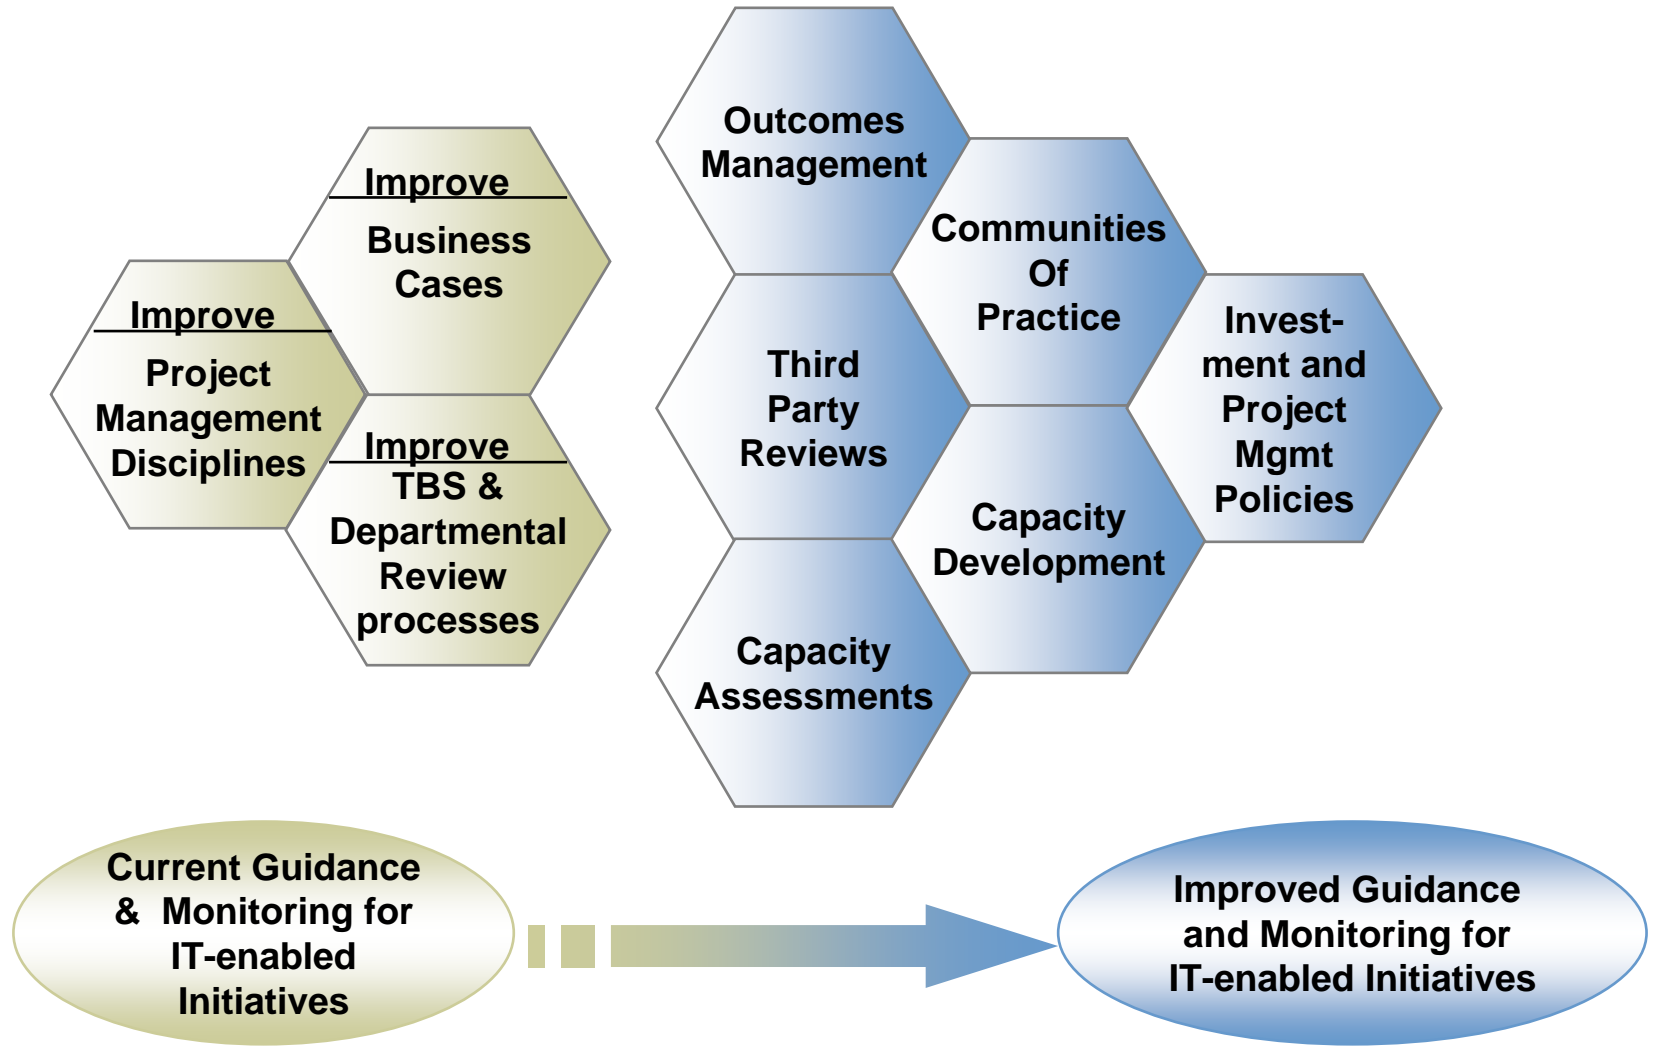 Improve
Business
Cases
Improve
Project
Management
Disciplines
Improve
TBS &
Departmental
Review
processes
Outcomes
Management
Communities
Of
Practice
Third
Party
Reviews
Invest-
ment and
Project
Mgmt
Policies
Capacity
Development
Capacity
Assessments
Current Guidance
& Monitoring for
IT-enabled
Initiatives
Improved Guidance
and Monitoring for
IT-enabled Initiatives